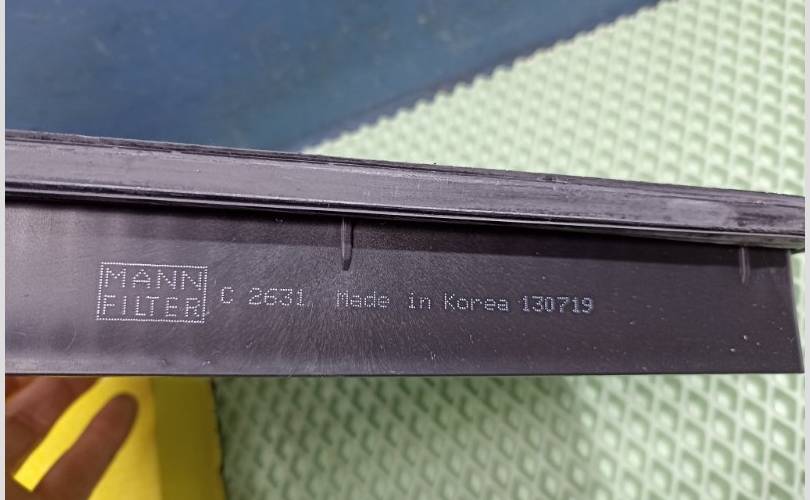 MANN
FILTER
C 2631 Made in Korea 130719